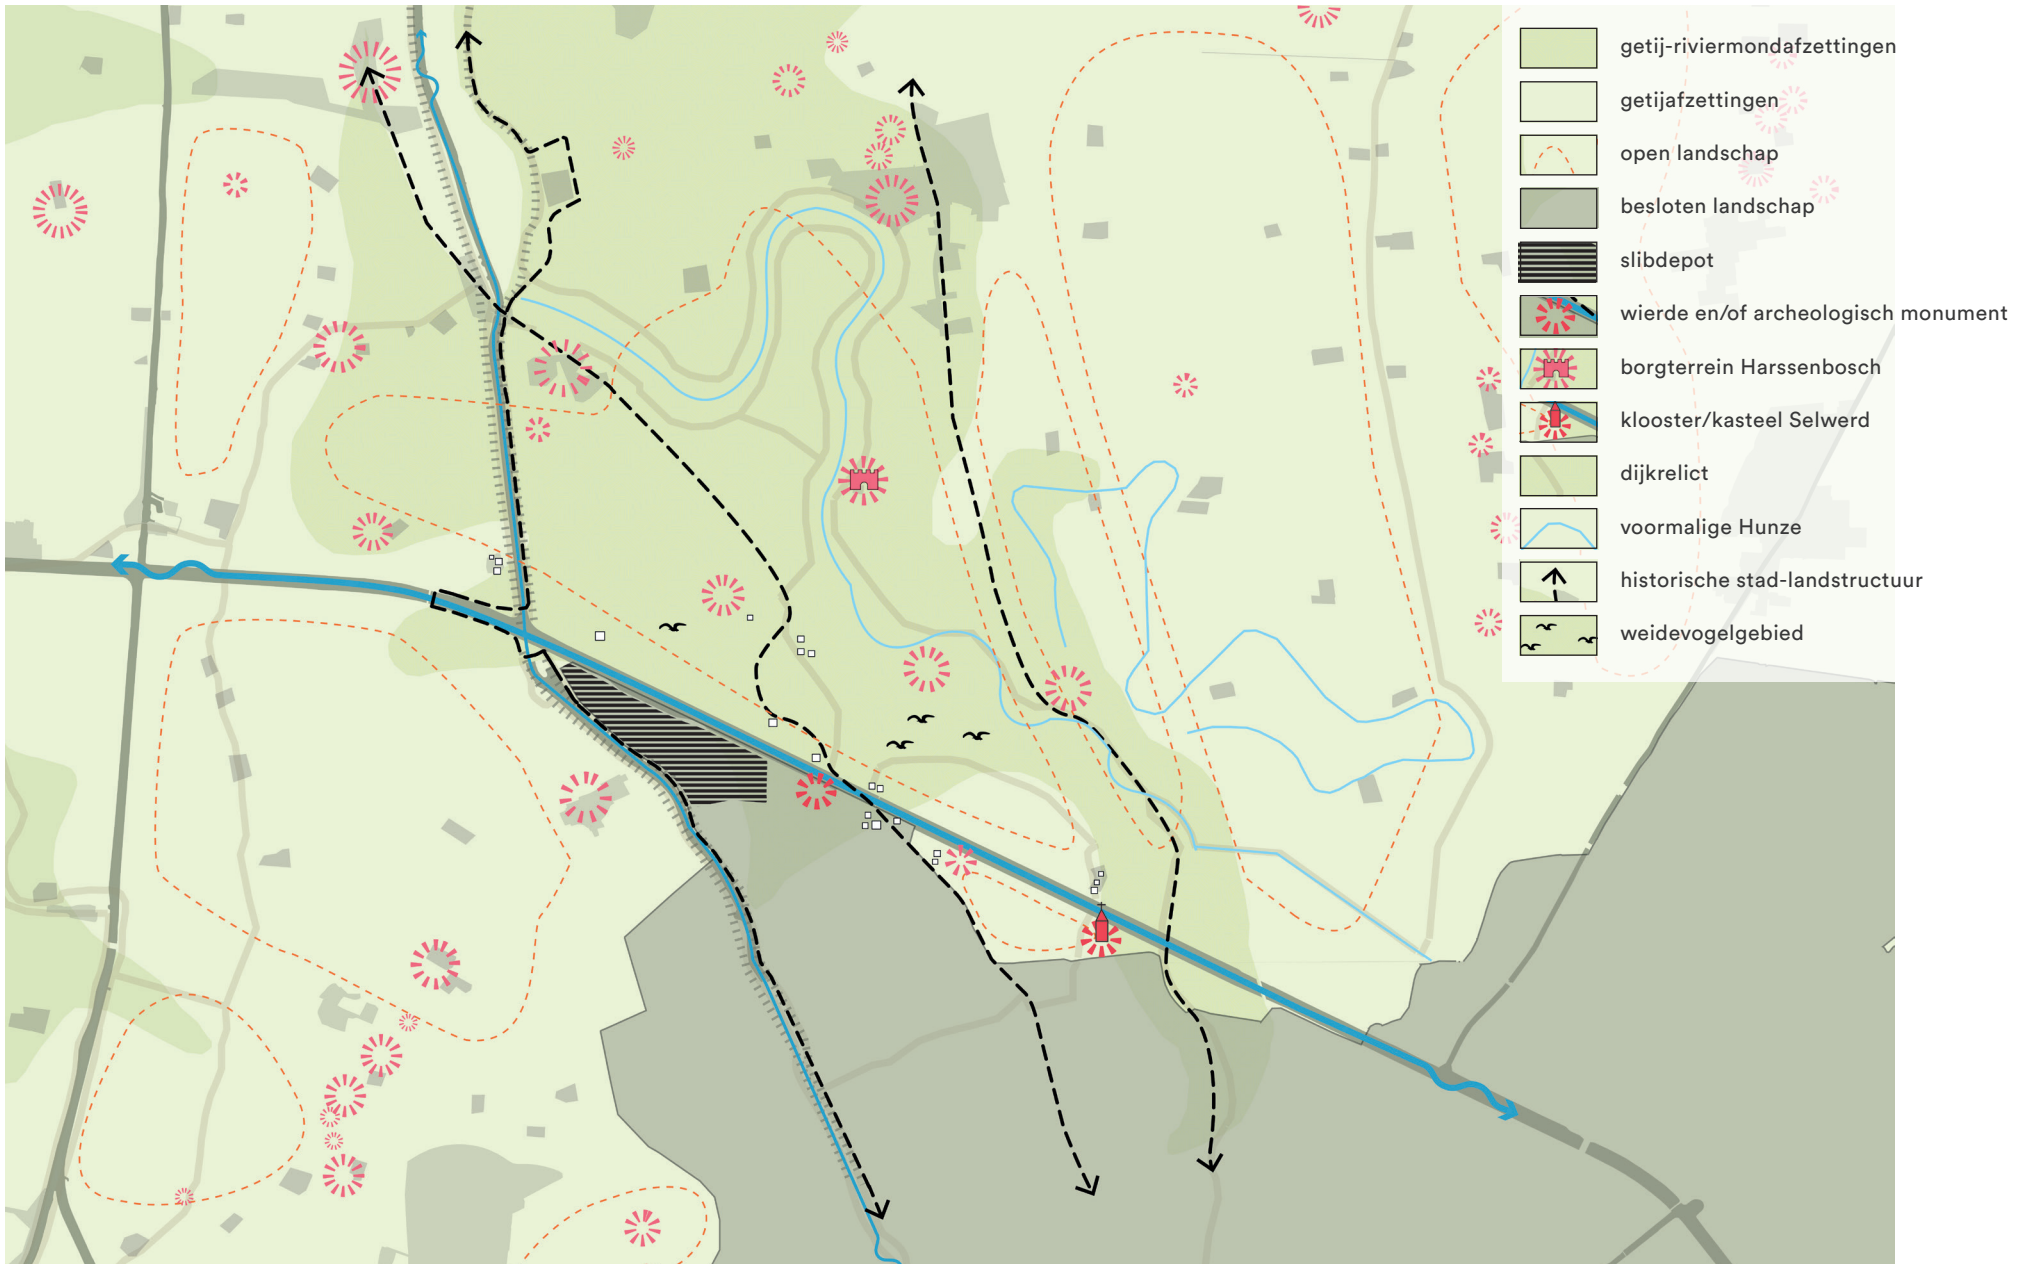 getij-riviermondafzettingen
getijafzettingen
open landschap
besloten landschap
slibdepot
wierde en/of archeologisch monument
borgterrein Harssenbosch
klooster/kasteel Selwerd
dijkrelict
voormalige Hunze
historische stad-landstructuur
weidevogelgebied